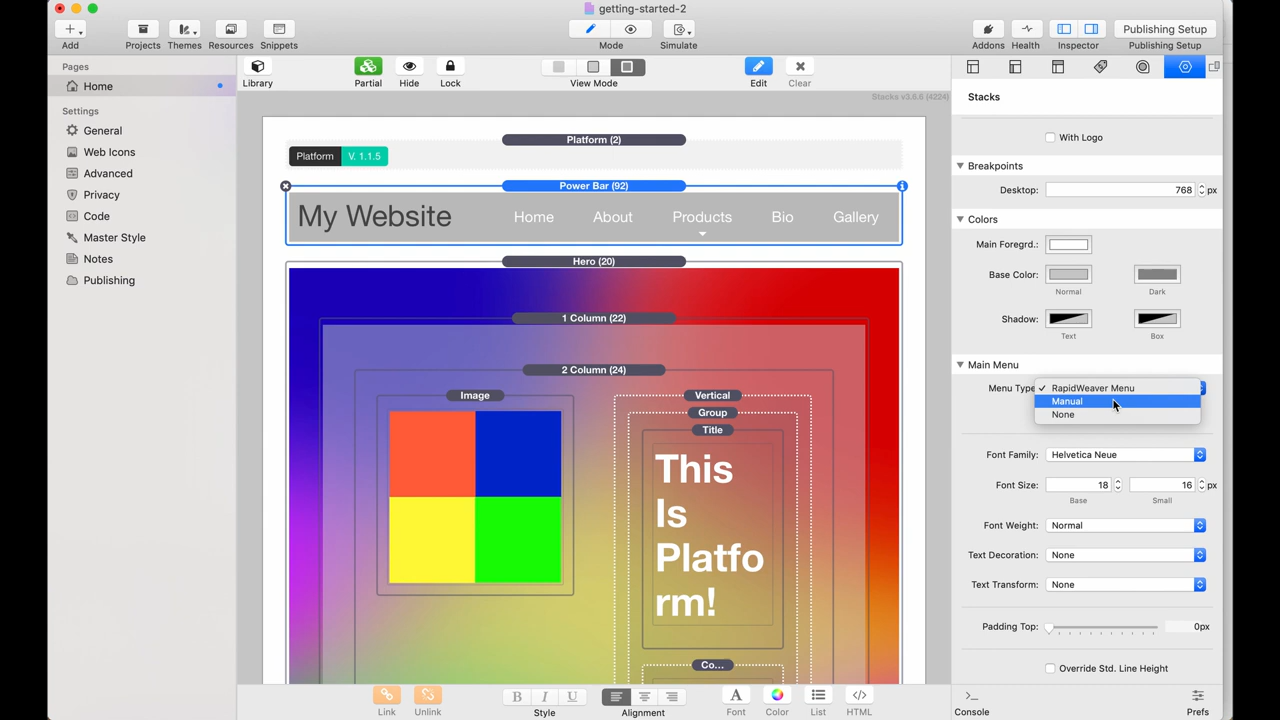 getting-started-2
Add
Projects
Themes
Resources
Snippets
Mode
Simulate
Addons
Health
Inspector
Publishing Setup
Publishing Setup
Pages
Home
Settings
General
Web Icons
Advanced
Privacy
Code
Master Style
Notes
Publishing
Library
Partial
Hide
Lock
View Mode
Edit
Clear
Stacks v3.6.6 (4224)
Platform (2)
Platform V. 1.1.5
Power Bar (92)
My Website Home About Products Bio Gallery
Hero (20)
1 Column (22)
2 Column (24)
Image
Vertical
Group
Title
This
Is
Platfo
rm!
Co...
Link
Unlink
B I U
Style
Alignment
A
Font
Color
List
HTML
Stacks
With Logo
Breakpoints
Desktop: 768 px
Colors
Main Foregrd.:
Base Color:
Normal Dark
Shadow:
Text Box
Main Menu
Menu Type
RapidWeaver Menu
Manual
None
Font Family: Helvetica Neue
Font Size: 18 16 px
Base Small
Font Weight: Normal
Text Decoration: None
Text Transform: None
Padding Top: 0px
Override Std. Line Height
Console
Prefs